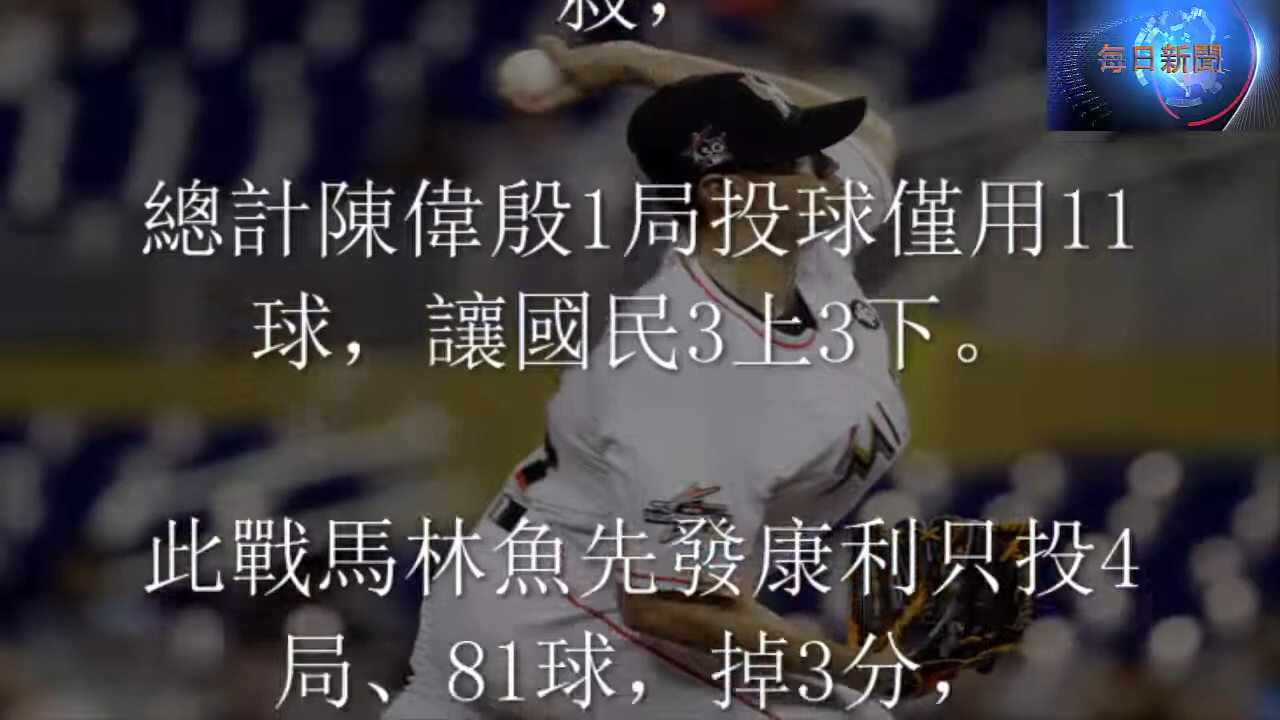 每日新聞
總計陳偉殷1局投球僅用11
球，讓國民3上3下。
此戰馬林魚先發康利只投4
局、81球，掉3分，